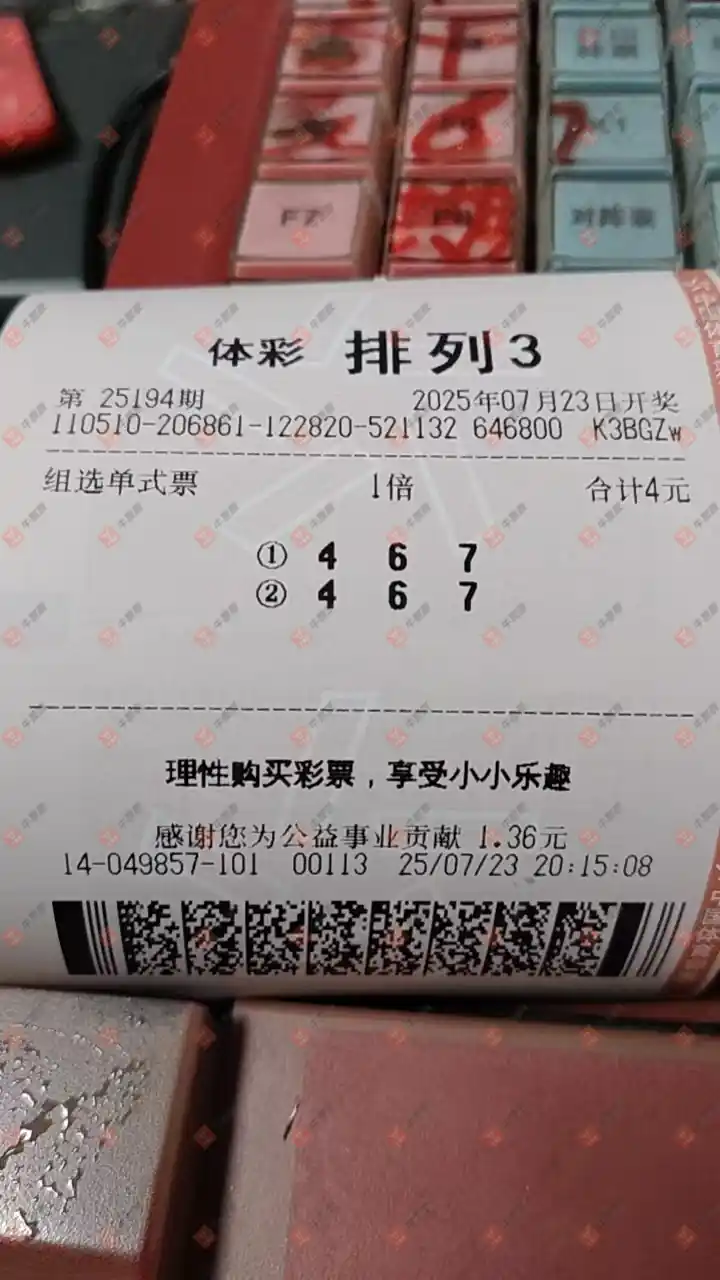 F7
体彩 排列3
第 25194期 2025年07月23日开奖
110510-206861-122820-521132 646800 K3BGZw
组选单式票 1倍 合计4元
① 4 6 7
② 4 6 7
理性购买彩票，享受小小乐趣
感谢您为公益事业贡献 1.36元
14-049857-101 00113 25/07/23 20:15:08